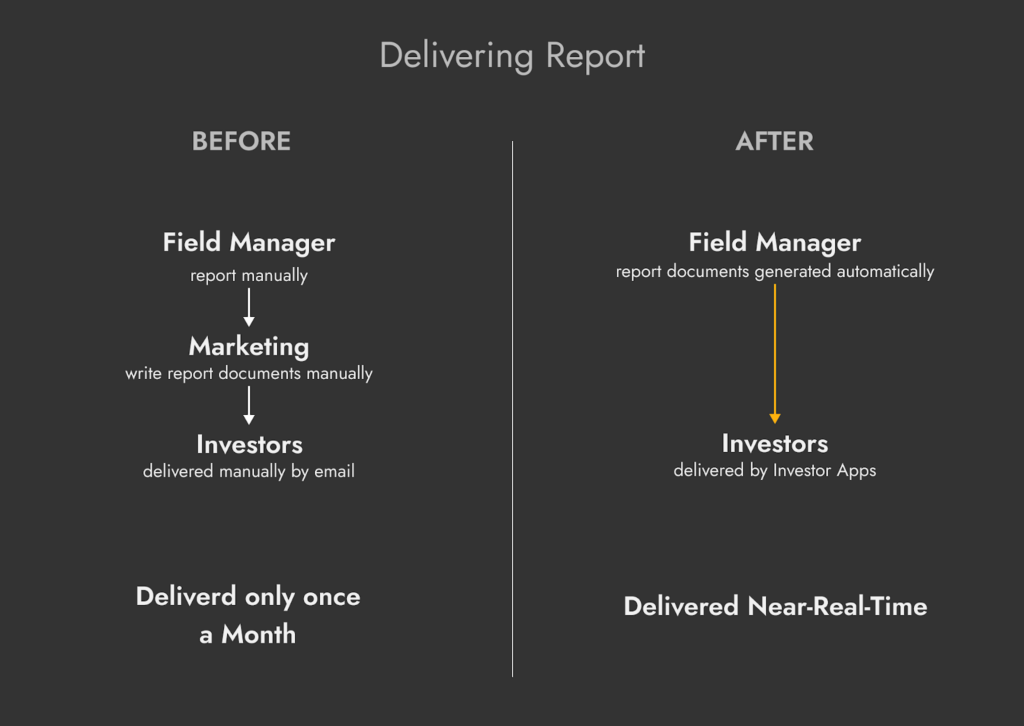 Delivering Report
BEFORE
Field Manager
report manually
Marketing
write report documents manually
Investors
delivered manually by email
Deliverd only once
a Month
AFTER
Field Manager
report documents generated automatically
Investors
delivered by Investor Apps
Delivered Near-Real-Time